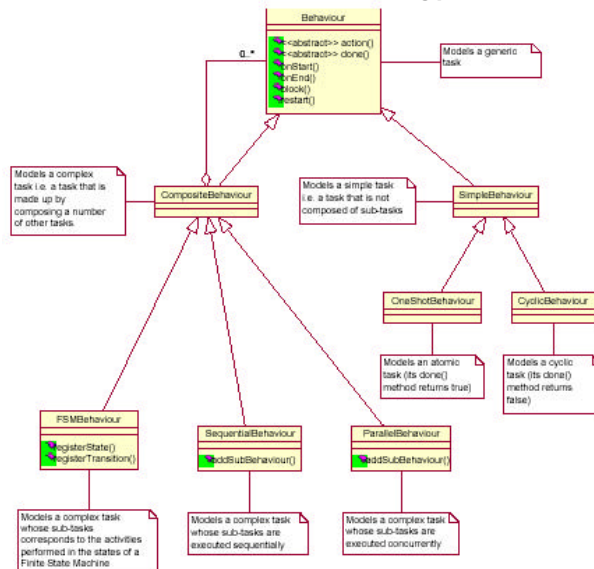 Behaviour
<<abstract>> action()
<<abstract>> done()
onStart()
onEnd()
block()
restart()
0..*
Models a generic
task
Models a complex
task i.e. a task that is
made up by
composing a number
of other tasks.
CompositeBehaviour
Models a simple task
i.e. a task that is not
composed of sub-tasks
SimpleBehaviour
OneShotBehaviour
CyclicBehaviour
Models an atomic
task (its done()
method returns true)
Models a cyclic
task (its done()
method returns
false)
FSMBehaviour
registerState()
registerTransition()
SequentialBehaviour
addSubBehaviour()
ParallelBehaviour
addSubBehaviour()
Models a complex task
whose sub-tasks
corresponds to the activities
performed in the states of a
Finite State Machine
Models a complex task
whose sub-tasks are
executed sequentially
Models a complex task
whose sub-tasks are
executed concurrently